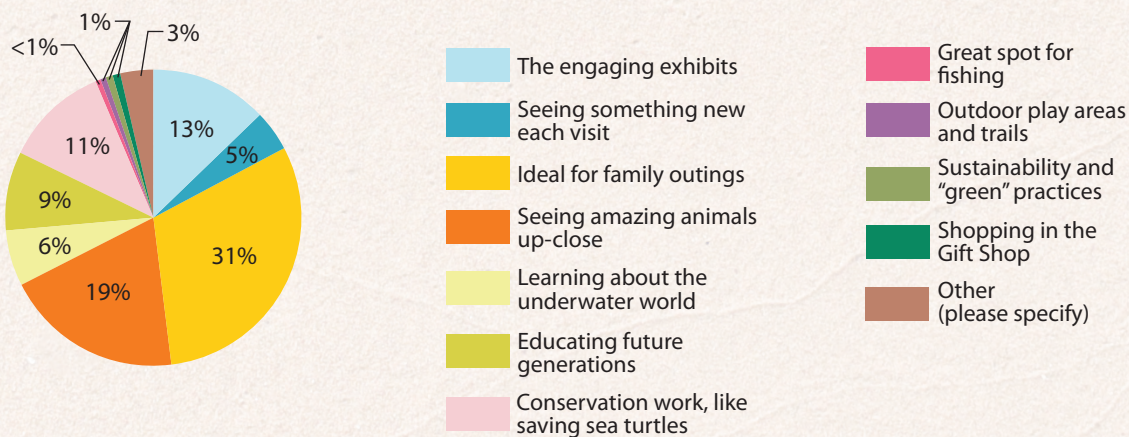 1%
<1%
3%
13%
5%
31%
19%
6%
9%
11%
The engaging exhibits
Seeing something new
each visit
Ideal for family outings
Seeing amazing animals
up-close
Learning about the
underwater world
Educating future
generations
Conservation work, like
saving sea turtles
Great spot for
fishing
Outdoor play areas
and trails
Sustainability and
“green” practices
Shopping in the
Gift Shop
Other
(please specify)